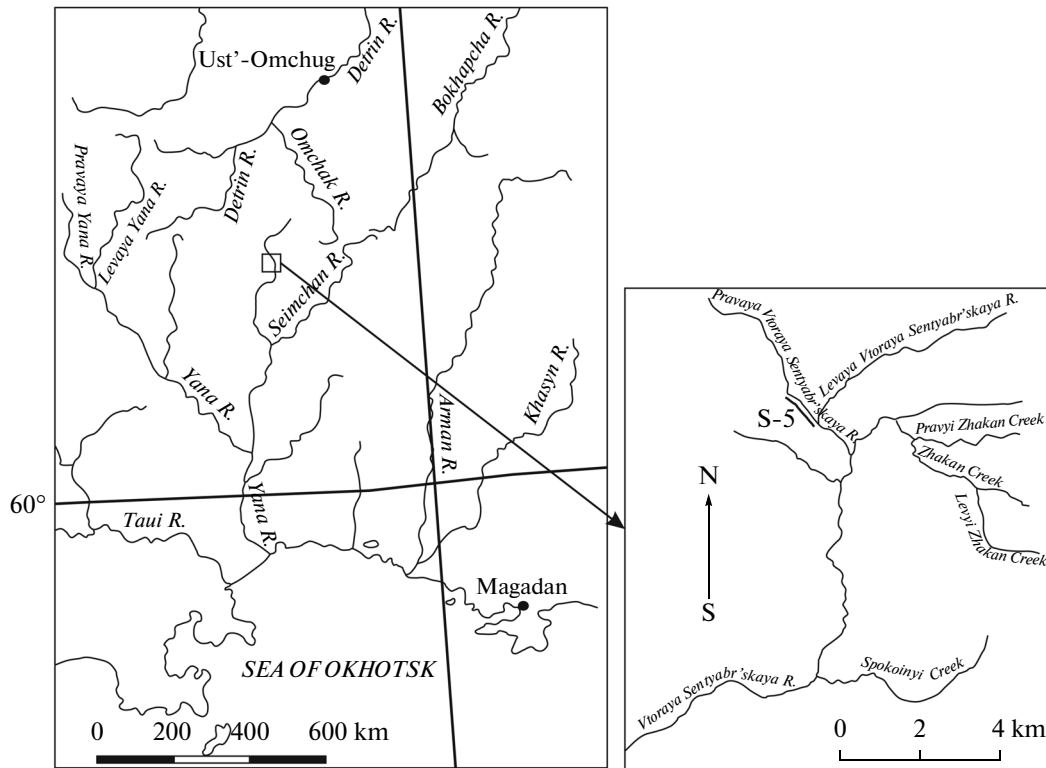 Ust’-Omchug
Detrin R.
Bokhapcha R.
Omchak R.
Pravaya Yana R.
Levaya Yana R.
Detrin R.
Seimchan R.
Yana R.
Khasyn R.
Arman R.
60°
Yana R.
Taui R.
Magadan
SEA OF OKHOTSK
0 200 400 600 km
Pravaya Vtoraya Sentyabr’skaya R.
Levaya Vtoraya Sentyabr’skaya R.
S-5
Pravyi Zhakan Creek
Zhakan Creek
Levyi Zhakan Creek
N
S
Spokoinyi Creek
Vtoraya Sentyabr’skaya R.
0 2 4 km